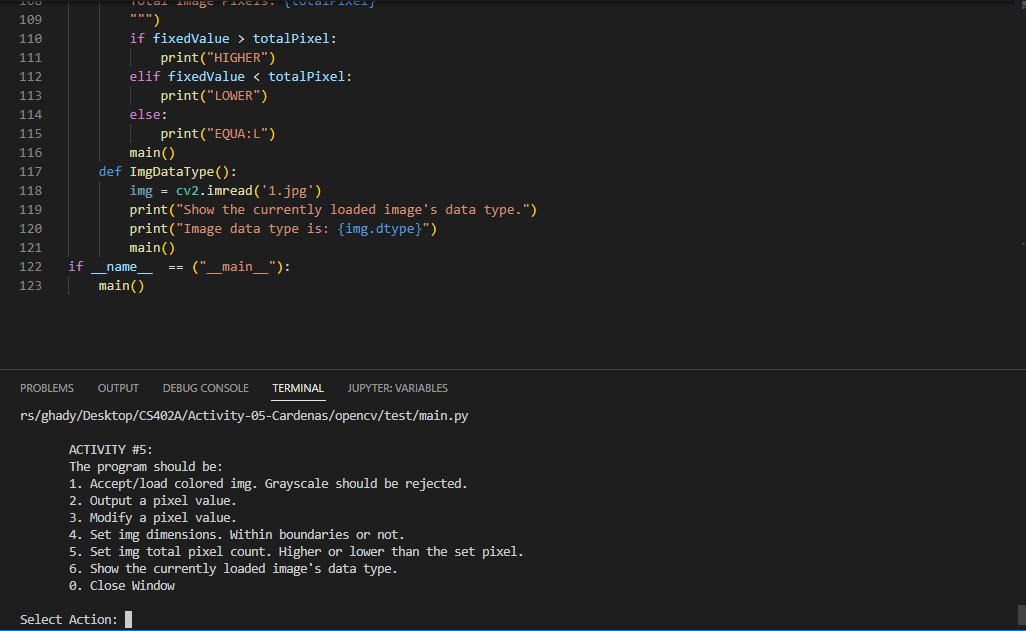 108 Total Image Pixels: {totalPixel}
109 """)
110 if fixedValue > totalPixel:
111 print("HIGHER")
112 elif fixedValue < totalPixel:
113 print("LOWER")
114 else:
115 print("EQUA:L")
116 main()
117 def ImgDataType():
118 img = cv2.imread('1.jpg')
119 print("Show the currently loaded image's data type.")
120 print("Image data type is: {img.dtype}")
121 main()
122 if __name__  == ("__main__"):
123 main()
PROBLEMS OUTPUT DEBUG CONSOLE TERMINAL JUPYTER: VARIABLES
rs/ghady/Desktop/CS402A/Activity-05-Cardenas/opencv/test/main.py
ACTIVITY #5:
The program should be:
1. Accept/load colored img. Grayscale should be rejected.
2. Output a pixel value.
3. Modify a pixel value.
4. Set img dimensions. Within boundaries or not.
5. Set img total pixel count. Higher or lower than the set pixel.
6. Show the currently loaded image's data type.
0. Close Window
Select Action: